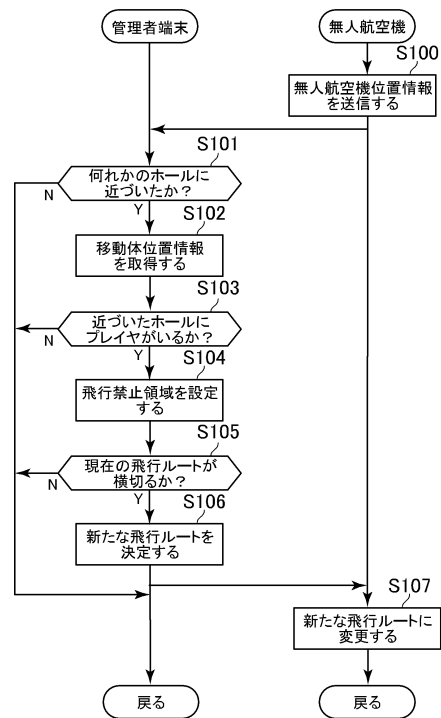 管理者端末
無人航空機
S100
無人航空機位置情報
を送信する
S101
何れかのホールに
近づいたか？
N
Y
S102
移動体位置情報
を取得する
S103
近づいたホールに
プレイヤがいるか？
N
Y
S104
飛行禁止領域を設定
する
S105
現在の飛行ルートが
横切るか？
N
Y
S106
新たな飛行ルートを
決定する
S107
新たな飛行ルートに
変更する
戻る
戻る